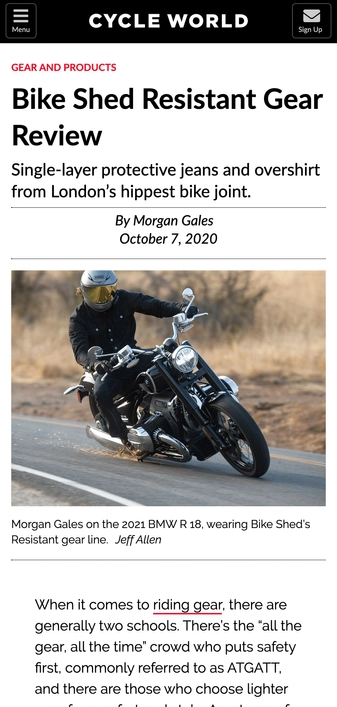 CYCLE WORLD
Menu
Sign Up
GEAR AND PRODUCTS
Bike Shed Resistant Gear
Review
Single-layer protective jeans and overshirt
from London's hippest bike joint.
By Morgan Gales
October 7, 2020
Morgan Gales on the 2021 BMW R 18, wearing Bike Shed's
Resistant gear line. Jeff Allen
When it comes to riding gear, there are
generally two schools. There's the “all the
gear, all the time” crowd who puts safety
first, commonly referred to as ATGATT,
and there are those who choose lighter